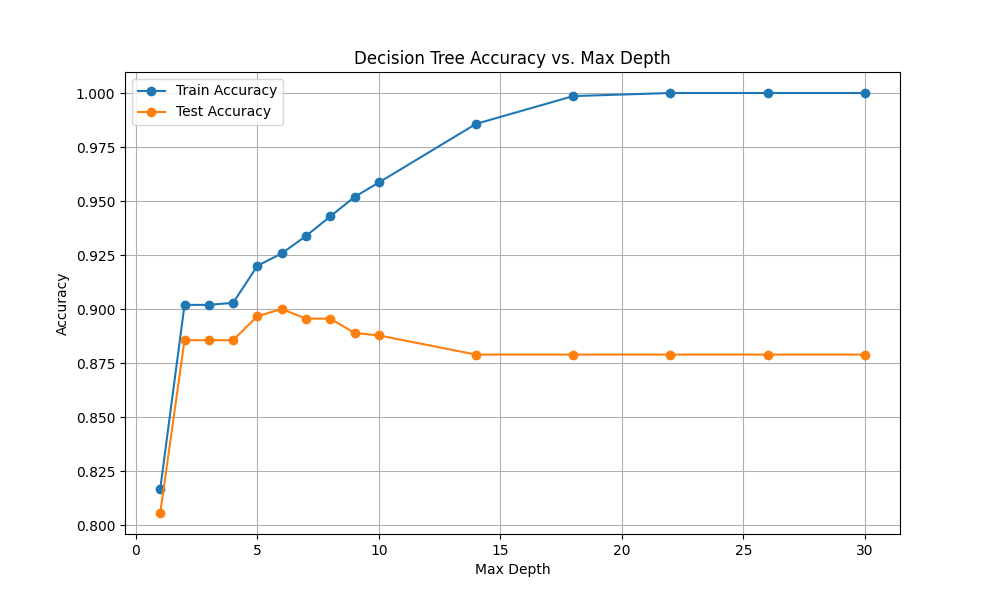 Decision Tree Accuracy vs. Max Depth
Train Accuracy
Test Accuracy
1.000
0.975
0.950
0.925
0.900
0.875
0.850
0.825
0.800
Accuracy
0 5 10 15 20 25 30
Max Depth